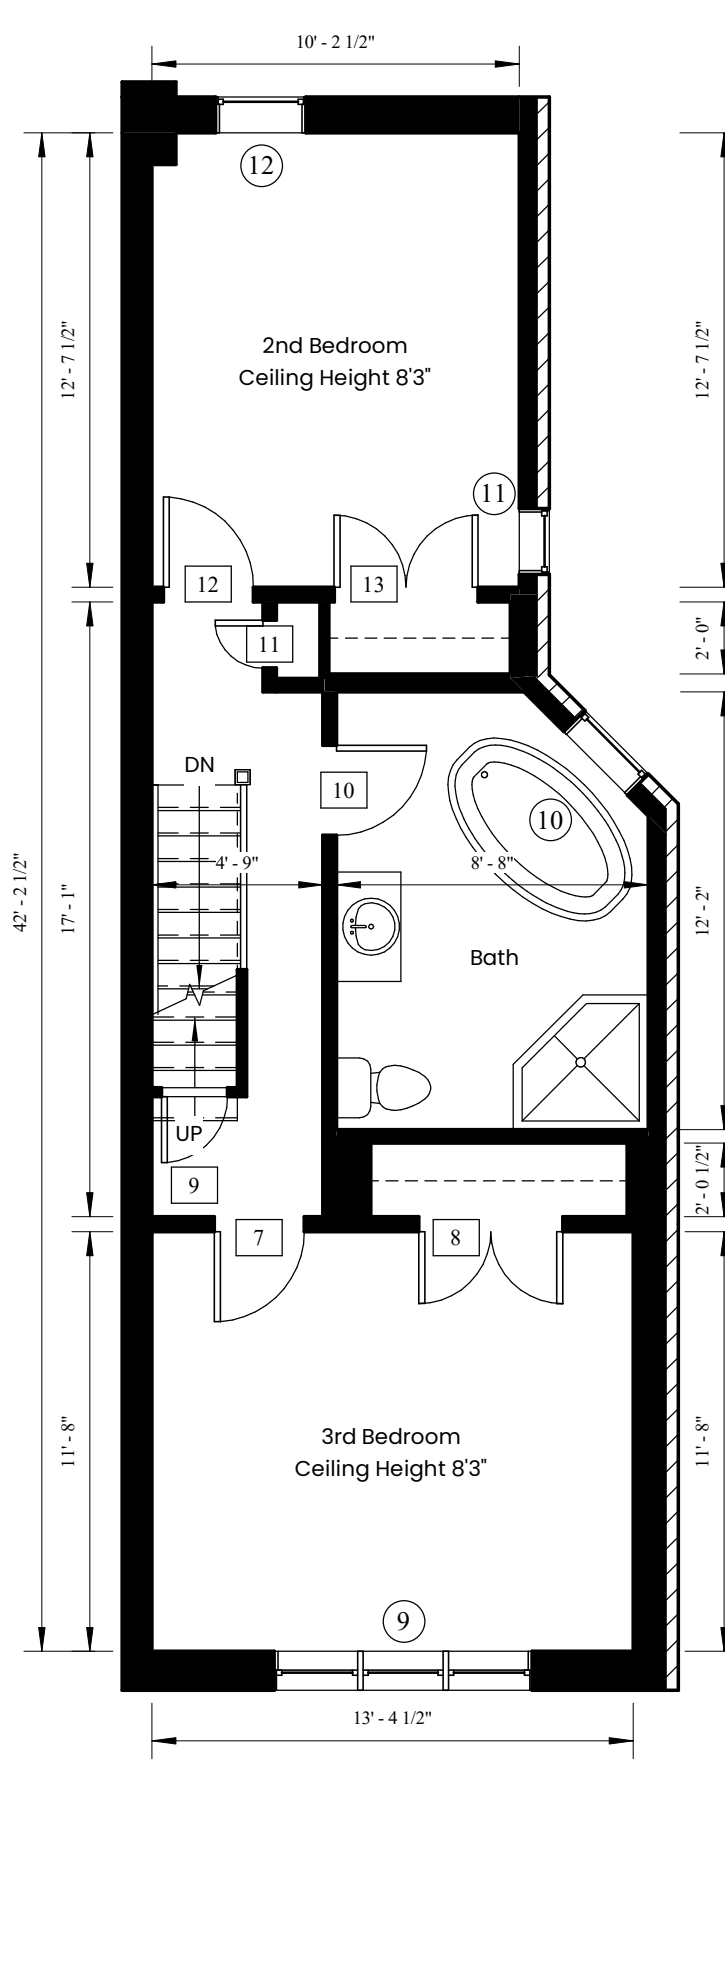 10' - 2 1/2"
12
12' - 7 1/2"
12' - 7 1/2"
2nd Bedroom
Ceiling Height 8'3"
11
12
13
11
2' - 0"
DN
10
10
4' - 9"
8' - 8"
42' - 2 1/2"
17' - 1"
12' - 2"
Bath
UP
9
2' - 0 1/2"
7
8
11' - 8"
11' - 8"
3rd Bedroom
Ceiling Height 8'3"
9
13' - 4 1/2"